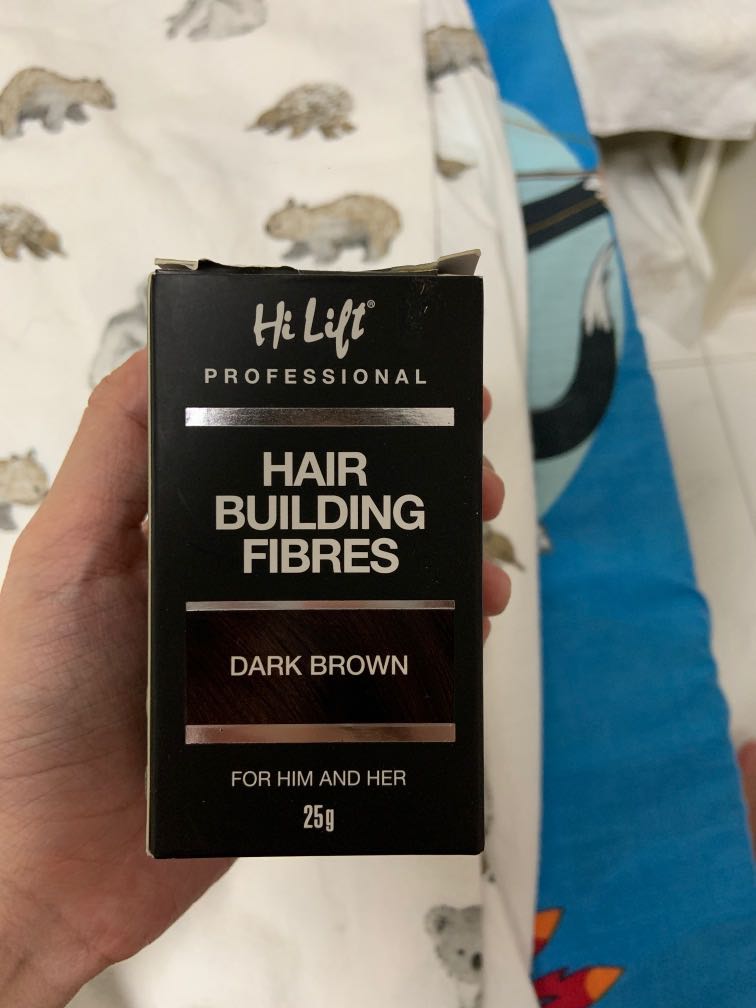 Hi Lift®
PROFESSIONAL
HAIR
BUILDING
FIBRES
DARK BROWN
FOR HIM AND HER
25g